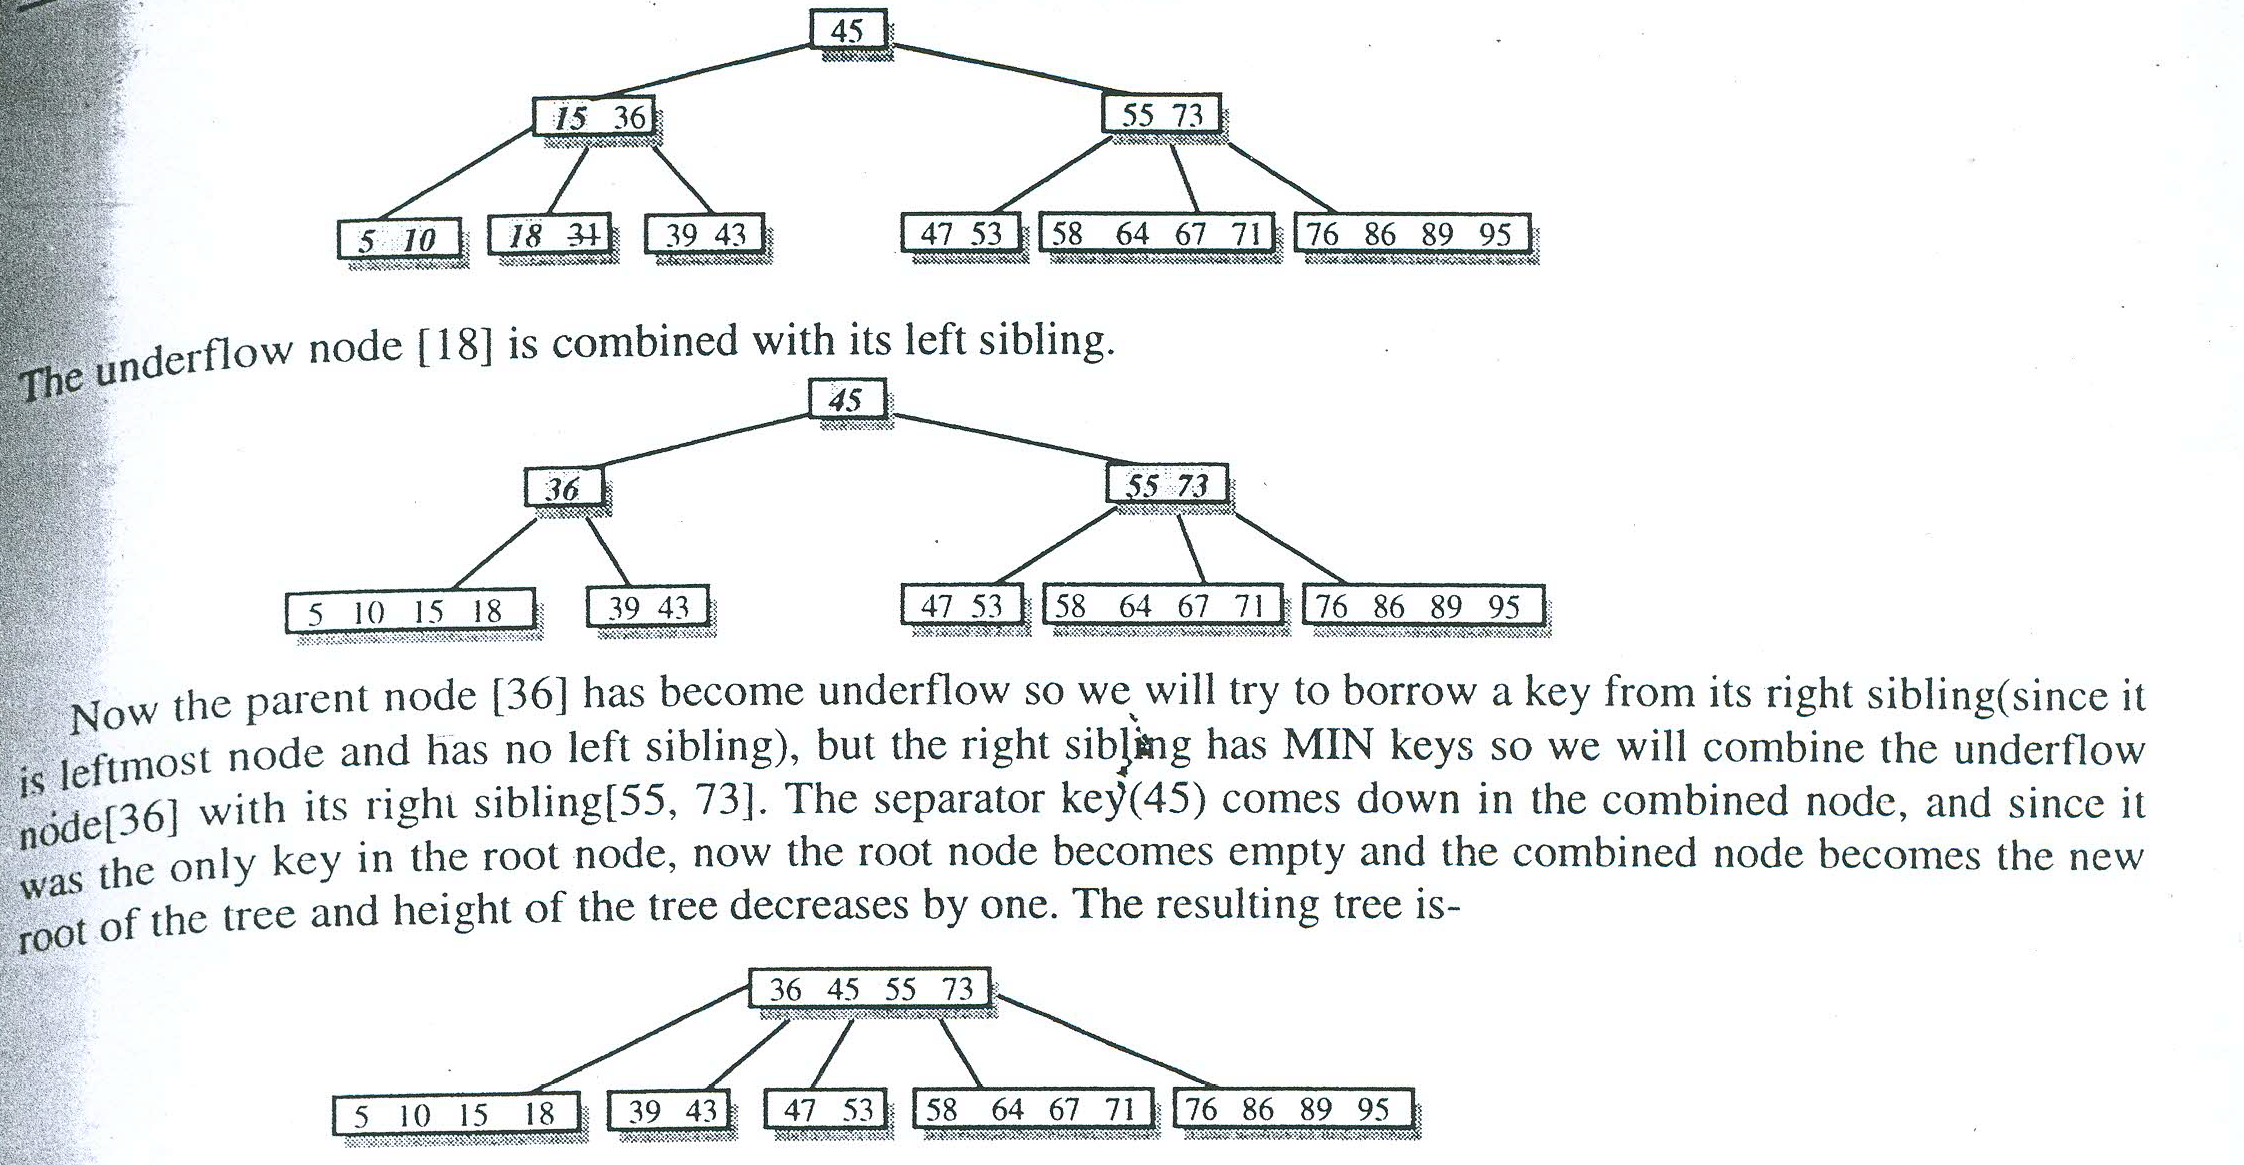 45
15 36 55 73
5 10 18 31 39 43 47 53 58 64 67 71 76 86 89 95
The underflow node [18] is combined with its left sibling.
45
36 55 73
5 10 15 18 39 43 47 53 58 64 67 71 76 86 89 95
Now the parent node [36] has become underflow so we will try to borrow a key from its right sibling(since it
is leftmost node and has no left sibling), but the right sibling has MIN keys so we will combine the underflow
node[36] with its right sibling[55, 73]. The separator key(45) comes down in the combined node, and since it
was the only key in the root node, now the root node becomes empty and the combined node becomes the new
root of the tree and height of the tree decreases by one. The resulting tree is-
36 45 55 73
5 10 15 18 39 43 47 53 58 64 67 71 76 86 89 95